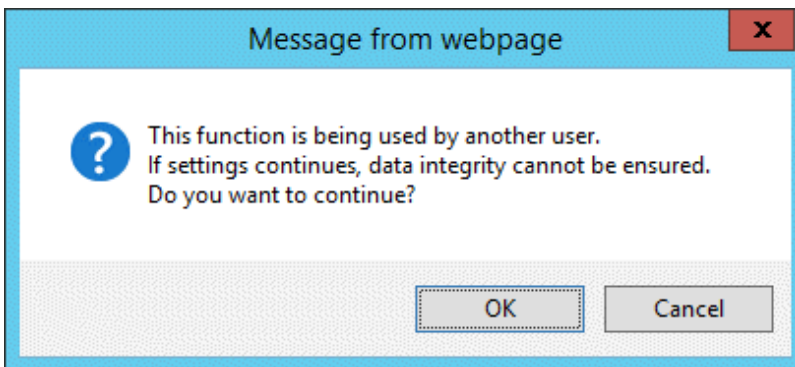 Message from webpage
x
?
This function is being used by another user.
If settings continues, data integrity cannot be ensured.
Do you want to continue?
OK
Cancel